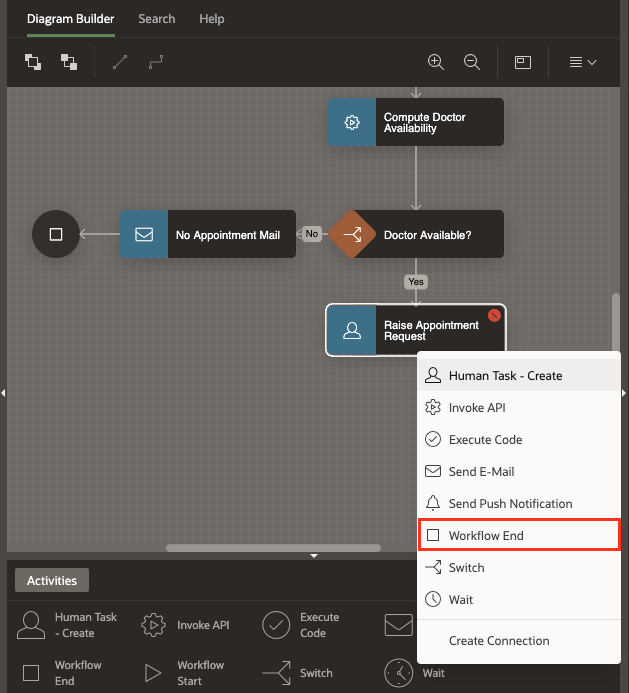 Diagram Builder Search Help
Compute Doctor
Availability
No Appointment Mail
No
Doctor Available?
Yes
Raise Appointment
Request
Human Task - Create
Invoke API
Execute Code
Send E-Mail
Send Push Notification
Workflow End
Switch
Wait
Create Connection
Activities
Human Task
- Create
Invoke API
Execute
Code
Workflow
End
Workflow
Start
Switch
Wait